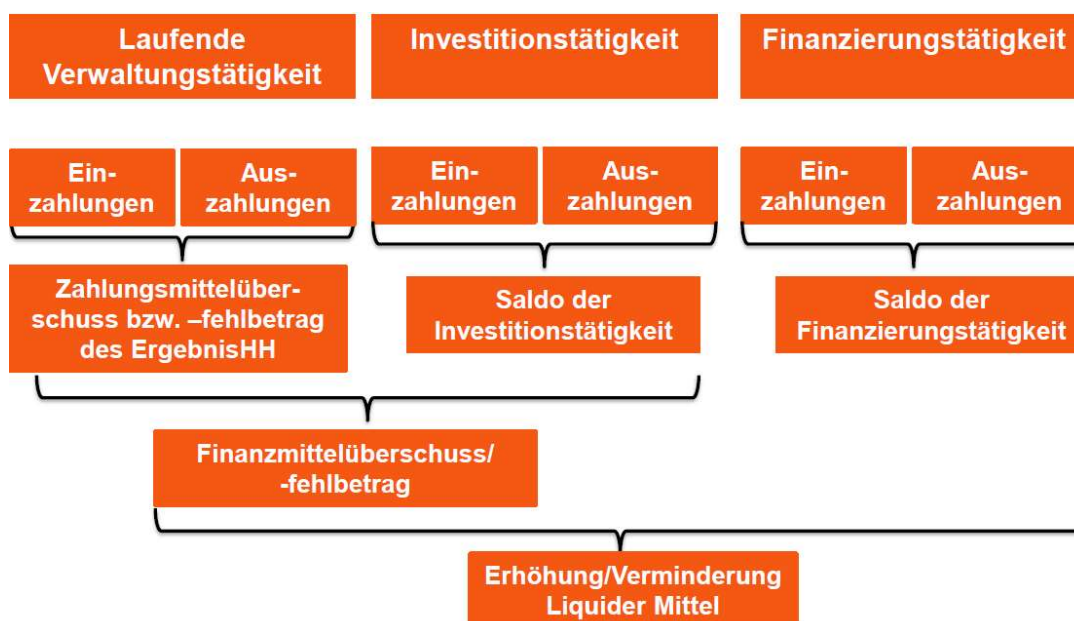 Laufende
Verwaltungstätigkeit
Investitionstätigkeit
Finanzierungstätigkeit
Ein-
zahlungen
Aus-
zahlungen
Ein-
zahlungen
Aus-
zahlungen
Ein-
zahlungen
Aus-
zahlungen
Zahlungsmittelüber-
schuss bzw. –fehlbetrag
des ErgebnisHH
Saldo der
Investitionstätigkeit
Saldo der
Finanzierungstätigkeit
Finanzmittelüberschuss/
-fehlbetrag
Erhöhung/Verminderung
Liquider Mittel